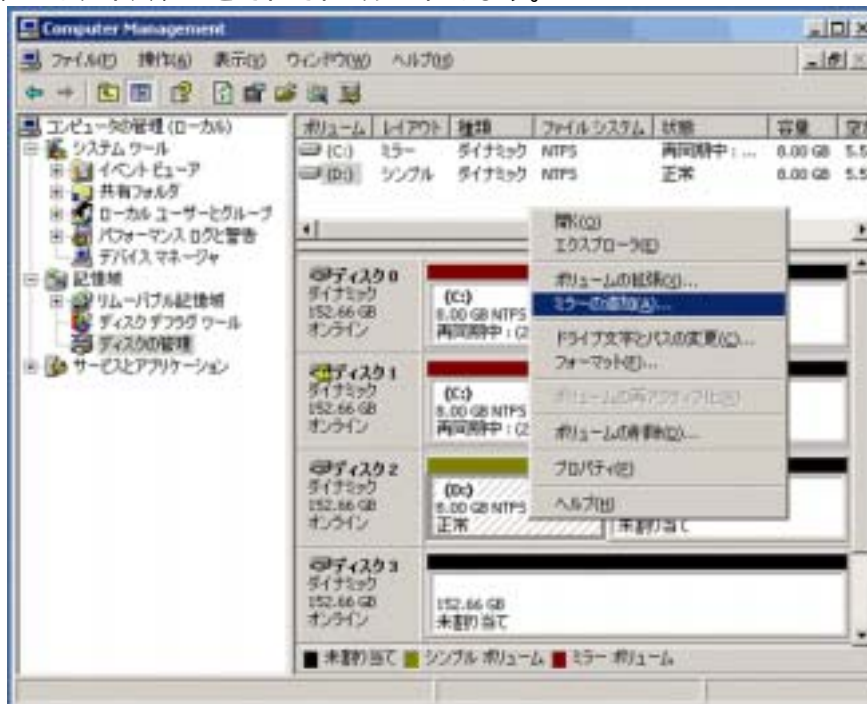 Computer Management
ファイル(F) 操作(A) 表示(V) ウィンドウ(W) ヘルプ(H)
コンピュータの管理 (ローカル)
システム ツール
イベント ビューア
共有フォルダ
ローカル ユーザーとグループ
パフォーマンス ログと警告
デバイス マネージャ
記憶域
リムーバブル記憶域
ディスク デフラグ ツール
ディスクの管理
サービスとアプリケーション
ボリューム レイアウト 種類 ファイル システム 状態 容量
(C:) ミラー ダイナミック NTFS 再同期中 : ... 8.00 GB 5.5
(D:) シンプル ダイナミック NTFS 正常 8.00 GB 5.5
開く(O)
エクスプローラ(E)
ボリュームの拡張(X)...
ミラーの追加(A)...
ドライブ文字とパスの変更(C)...
フォーマット(F)...
ボリュームの再アクティブ化(R)
ボリュームの削除(D)...
プロパティ(R)
ヘルプ(H)
ディスク 0
ダイナミック
152.66 GB
オンライン
(C:)
8.00 GB NTFS
再同期中 : (2
ディスク 1
ダイナミック
152.66 GB
オンライン
(C:)
8.00 GB NTFS
再同期中 : (2
ディスク 2
ダイナミック
152.66 GB
オンライン
(D:)
8.00 GB NTFS
正常
未割り当て
ディスク 3
ダイナミック
152.66 GB
オンライン
152.66 GB
未割り当て
未割り当て シンプル ボリューム ミラー ボリューム